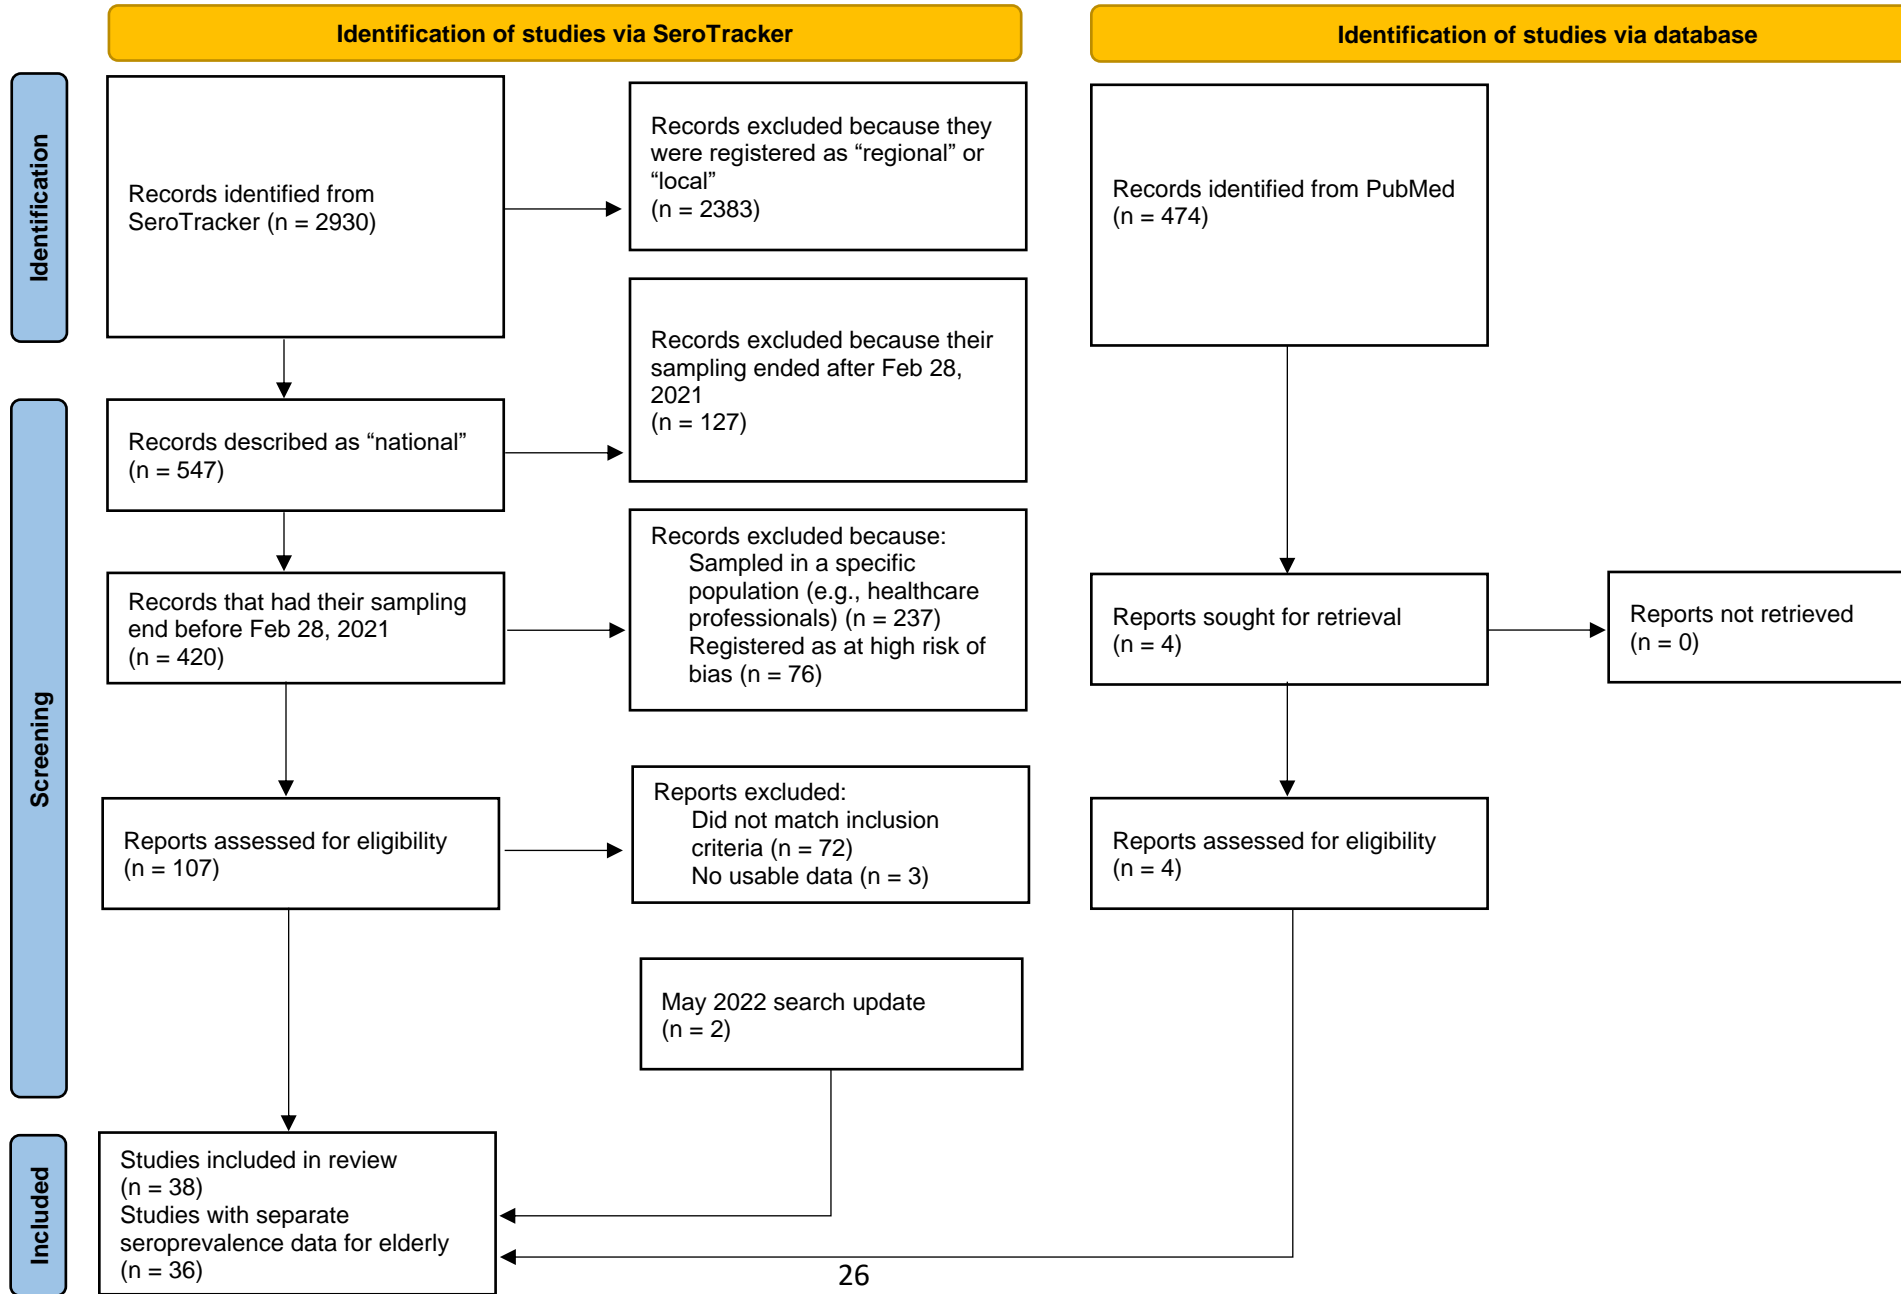 Identification of studies via SeroTracker
Identification of studies via database
Identification
Records identified from
SeroTracker (n = 2930)
Records excluded because they
were registered as “regional” or
“local”
(n = 2383)
Records identified from PubMed
(n = 474)
Records excluded because their
sampling ended after Feb 28,
2021
(n = 127)
Screening
Records described as “national”
(n = 547)
Records that had their sampling
end before Feb 28, 2021
(n = 420)
Records excluded because:
Sampled in a specific
population (e.g., healthcare
professionals) (n = 237)
Registered as at high risk of
bias (n = 76)
Reports sought for retrieval
(n = 4)
Reports not retrieved
(n = 0)
Reports assessed for eligibility
(n = 107)
Reports excluded:
Did not match inclusion
criteria (n = 72)
No usable data (n = 3)
Reports assessed for eligibility
(n = 4)
May 2022 search update
(n = 2)
Included
Studies included in review
(n = 38)
Studies with separate
seroprevalence data for elderly
(n = 36)
26